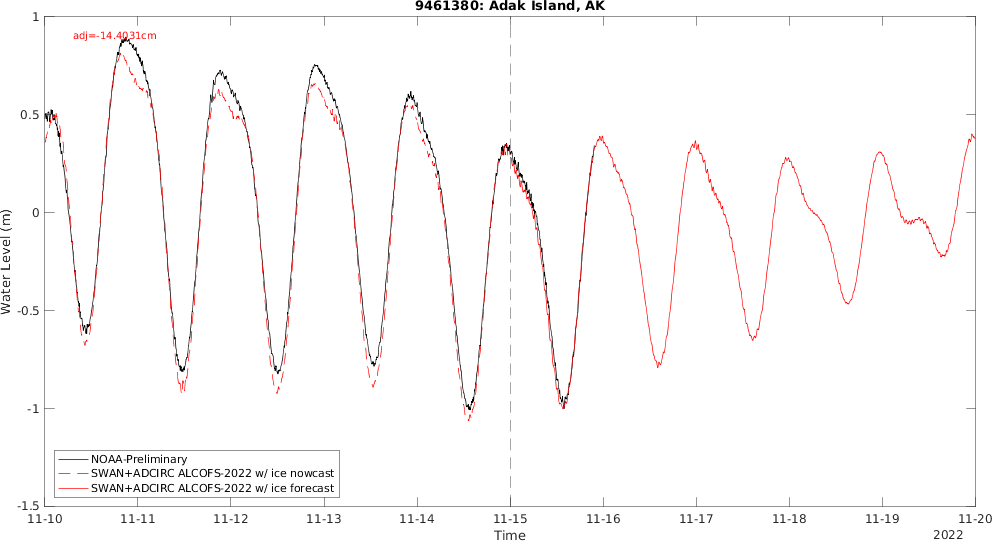 9461380: Adak Island, AK
adj=-14.4031cm
1
0.5
0
-0.5
-1
-1.5
Water Level (m)
NOAA-Preliminary
SWAN+ADCIRC ALCOFS-2022 w/ ice nowcast
SWAN+ADCIRC ALCOFS-2022 w/ ice forecast
11-10 11-11 11-12 11-13 11-14 11-15 11-16 11-17 11-18 11-19 11-20
Time
2022